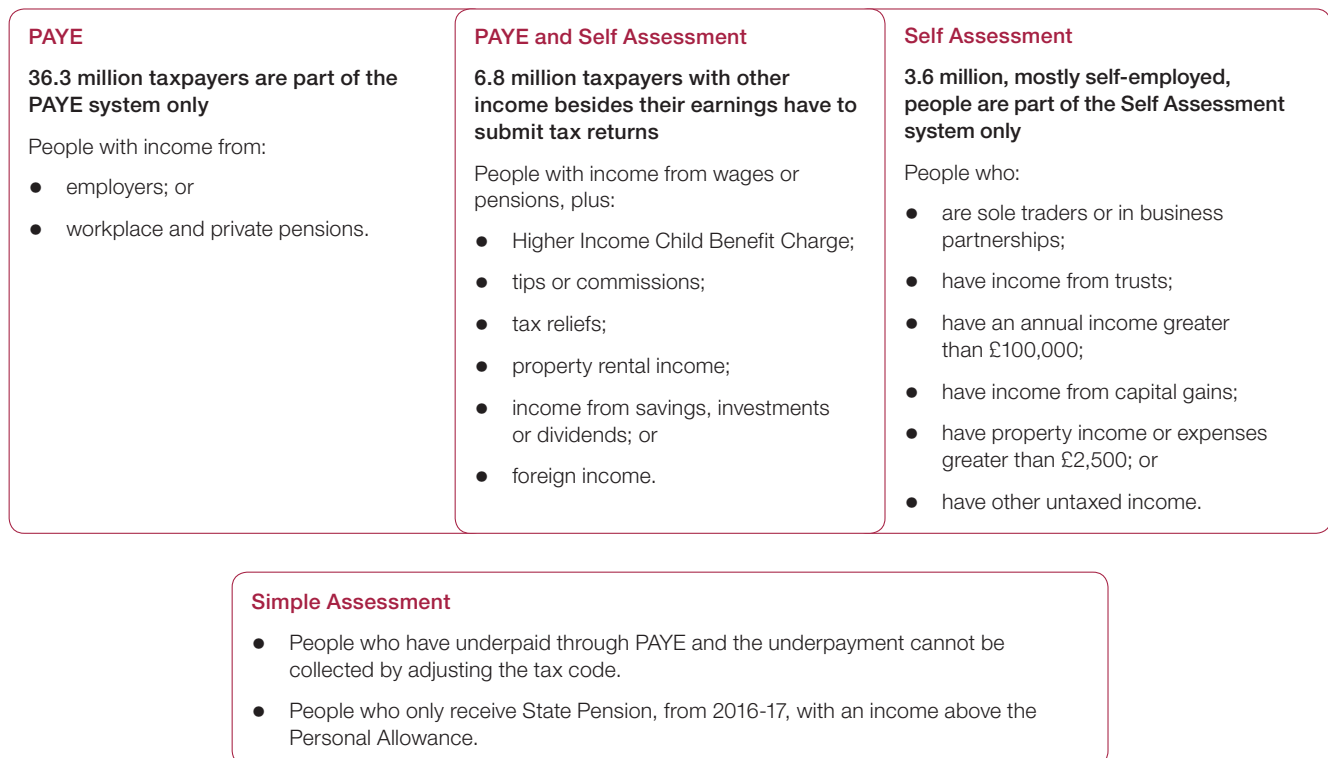 PAYE
36.3 million taxpayers are part of the
PAYE system only
People with income from:
● employers; or
● workplace and private pensions.
PAYE and Self Assessment
6.8 million taxpayers with other
income besides their earnings have to
submit tax returns
People with income from wages or
pensions, plus:
● Higher Income Child Benefit Charge;
● tips or commissions;
● tax reliefs;
● property rental income;
● income from savings, investments
or dividends; or
● foreign income.
Self Assessment
3.6 million, mostly self-employed,
people are part of the Self Assessment
system only
People who:
● are sole traders or in business
partnerships;
● have income from trusts;
● have an annual income greater
than £100,000;
● have income from capital gains;
● have property income or expenses
greater than £2,500; or
● have other untaxed income.
Simple Assessment
● People who have underpaid through PAYE and the underpayment cannot be
collected by adjusting the tax code.
● People who only receive State Pension, from 2016-17, with an income above the
Personal Allowance.